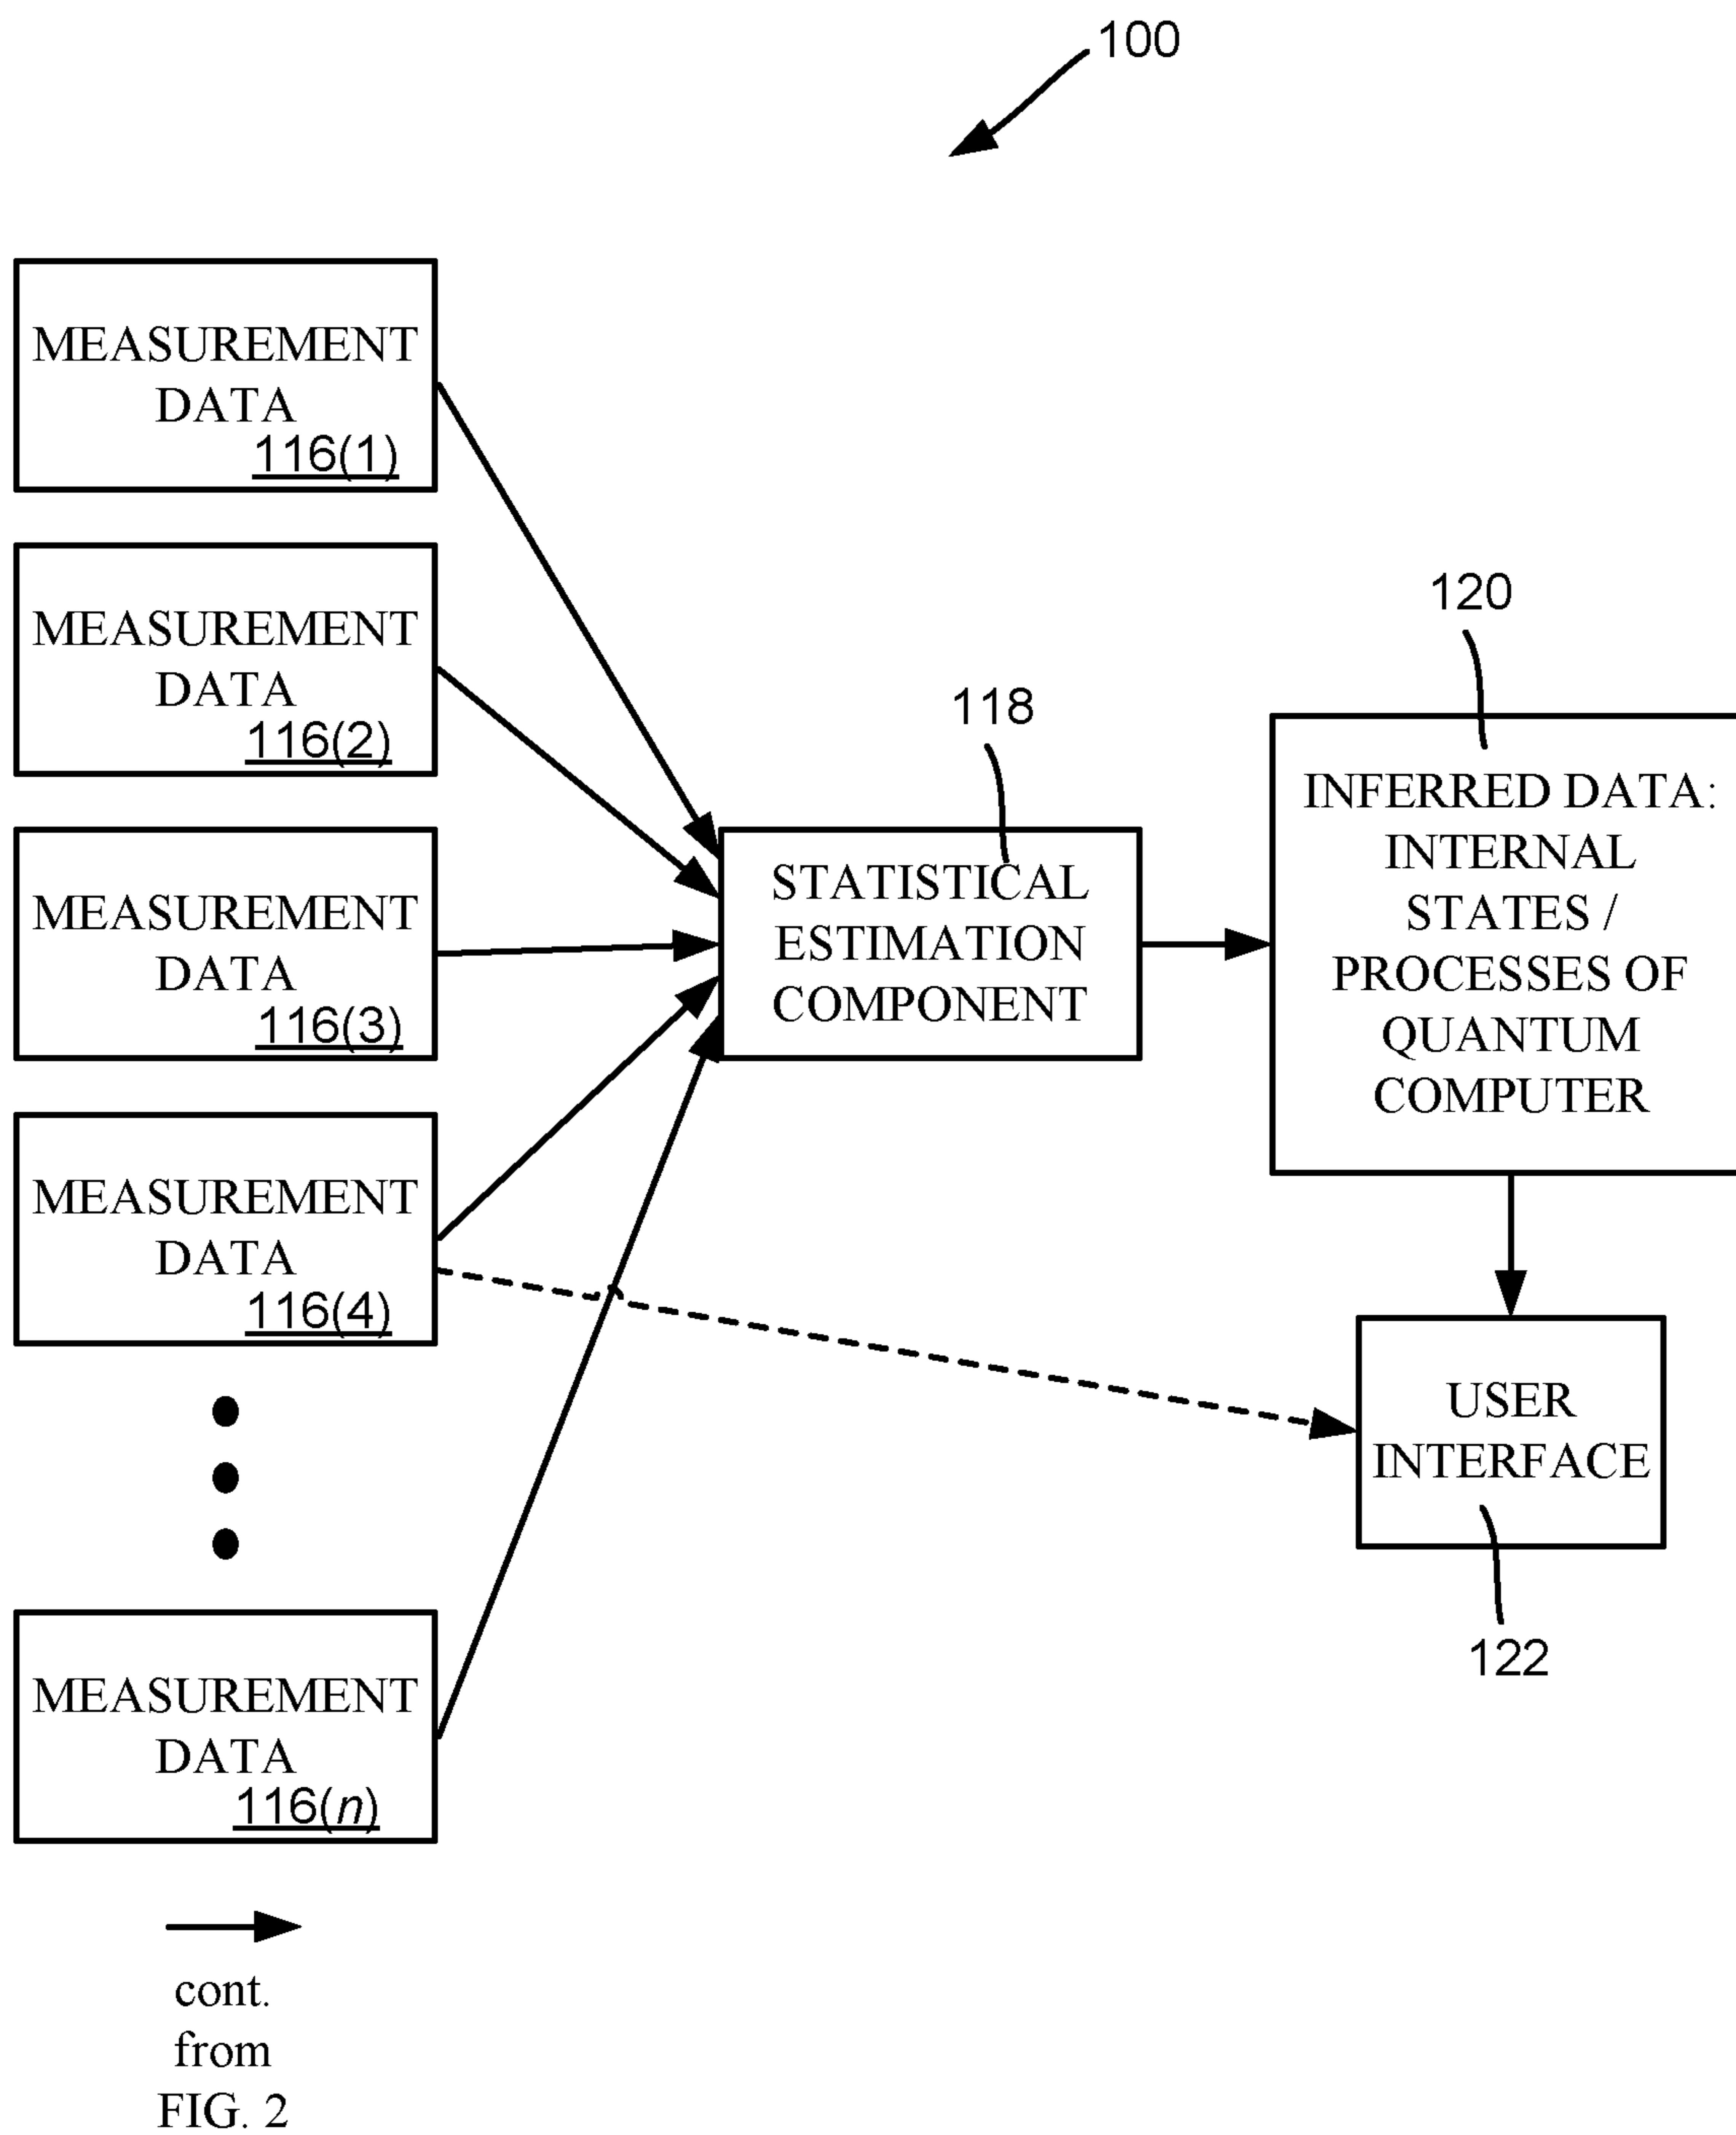 100
MEASUREMENT
DATA
116(1)
MEASUREMENT
DATA
116(2)
MEASUREMENT
DATA
116(3)
MEASUREMENT
DATA
116(4)
MEASUREMENT
DATA
116(n)
cont.
from
FIG. 2
118
STATISTICAL
ESTIMATION
COMPONENT
120
INFERRED DATA:
INTERNAL
STATES /
PROCESSES OF
QUANTUM
COMPUTER
USER
INTERFACE
122